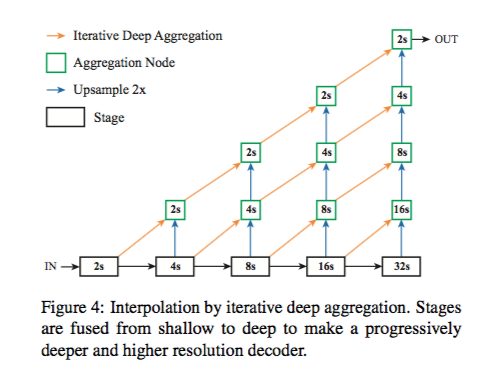 Iterative Deep Aggregation
Aggregation Node
Upsample 2x
Stage
2s OUT
2s 4s
2s 4s 8s
2s 4s 8s 16s
IN 2s 4s 8s 16s 32s
Figure 4: Interpolation by iterative deep aggregation. Stages
are fused from shallow to deep to make a progressively
deeper and higher resolution decoder.